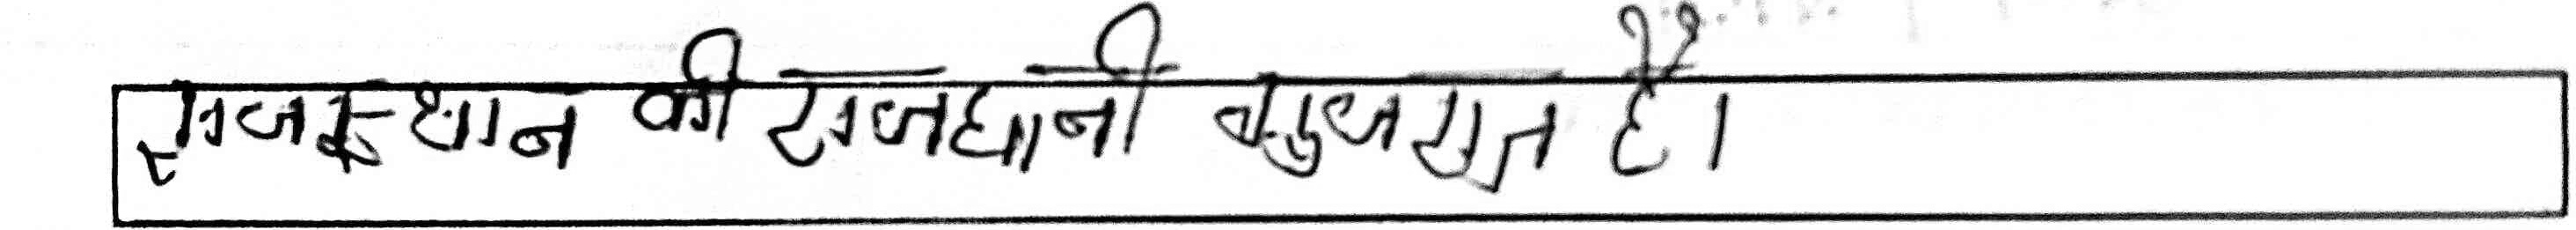 राजस्थान की राजधानी गुजरात है।